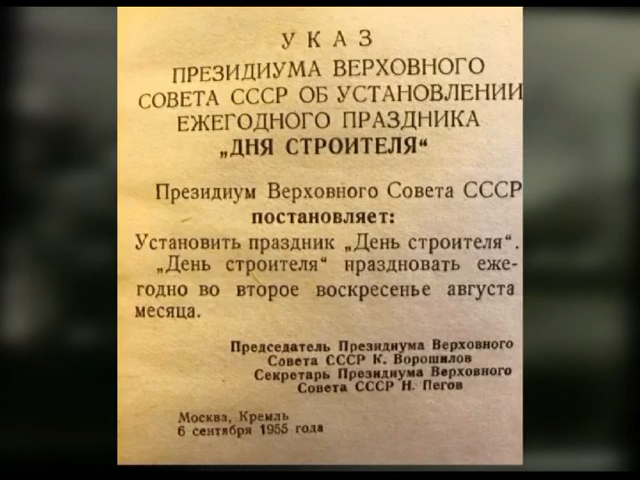 УКАЗ
ПРЕЗИДИУМА ВЕРХОВНОГО
СОВЕТА СССР ОБ УСТАНОВЛЕНИИ
ЕЖЕГОДНОГО ПРАЗДНИКА
„ДНЯ СТРОИТЕЛЯ“
Президиум Верховного Совета СССР
постановляет:
Установить праздник „День строителя“.
„День строителя“ нраздновать еже-
годно во второе воскресенье августа
месяца.
Председатель Президиума Верховного
Совета СССР К. Ворошилов
Секретарь Президиума Верховного
Совета СССР Н. Пегов
Москва, Кремль
6 сентября 1955 года